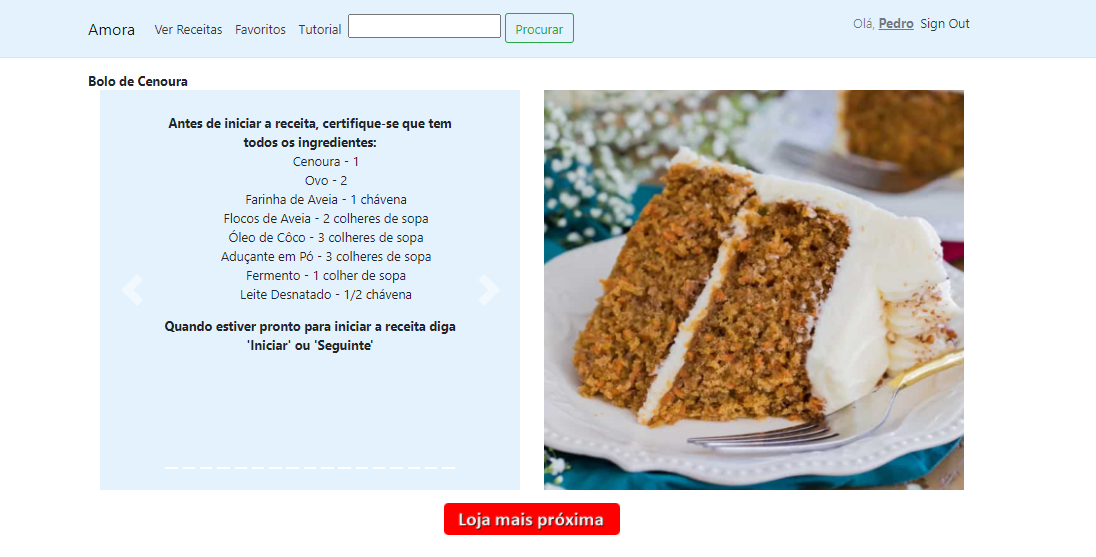 Amora Ver Receitas Favoritos Tutorial Procurar Olá, Pedro Sign Out
Bolo de Cenoura
Antes de iniciar a receita, certifique-se que tem
todos os ingredientes:
Cenoura - 1
Ovo - 2
Farinha de Aveia - 1 chávena
Flocos de Aveia - 2 colheres de sopa
Óleo de Côco - 3 colheres de sopa
Aduçante em Pó - 3 colheres de sopa
Fermento - 1 colher de sopa
Leite Desnatado - 1/2 chávena
Quando estiver pronto para iniciar a receita diga
'Iniciar' ou 'Seguinte'
Loja mais próxima